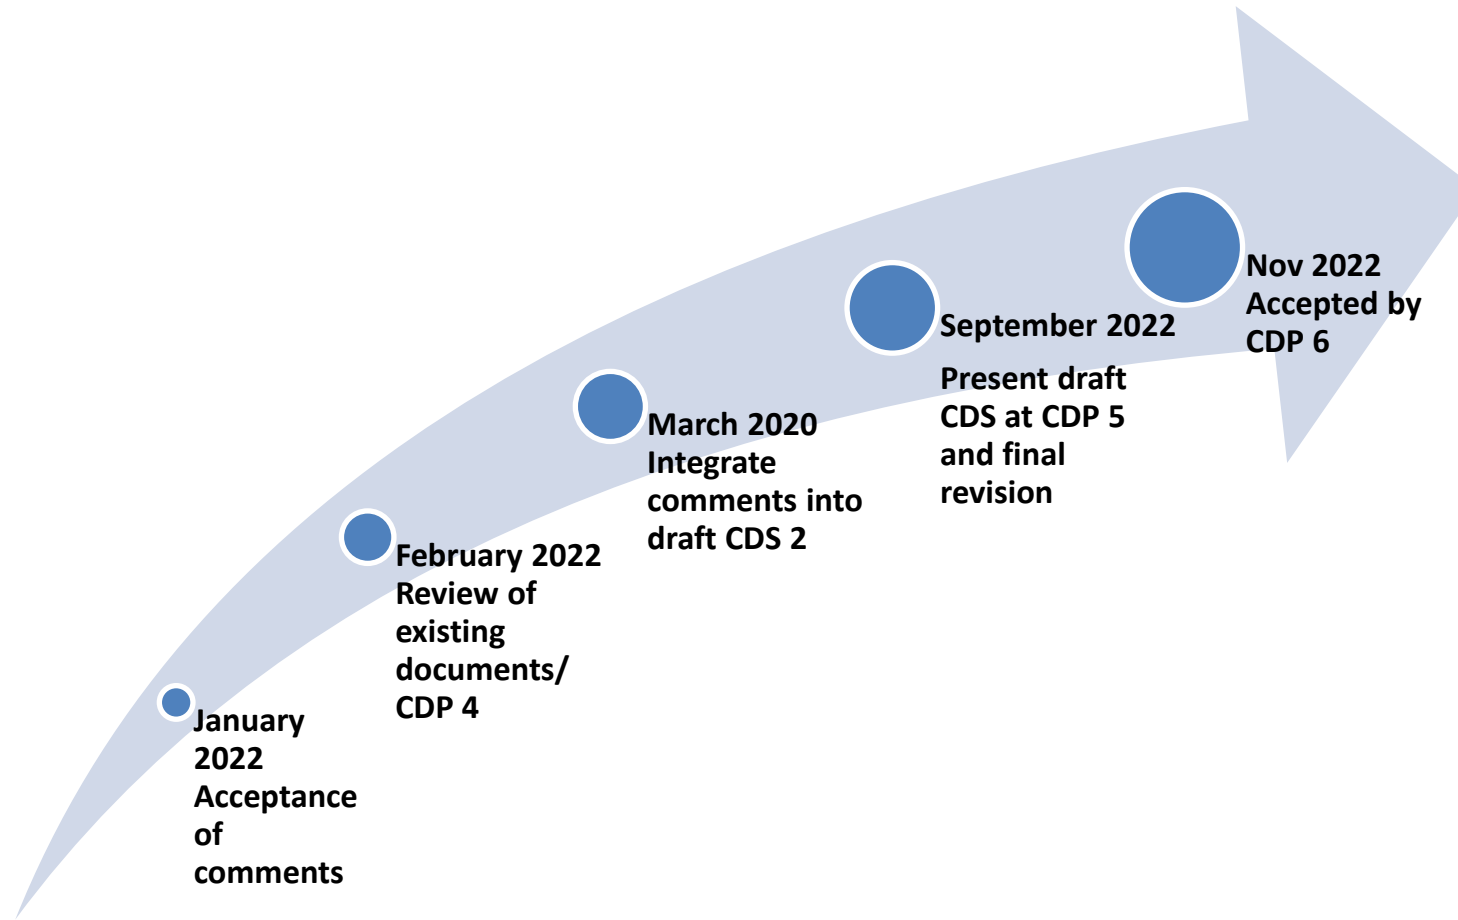 January
2022
Acceptance
of
comments
February 2022
Review of
existing
documents/
CDP 4
March 2020
Integrate
comments into
draft CDS 2
September 2022
Present draft
CDS at CDP 5
and final
revision
Nov 2022
Accepted by
CDP 6